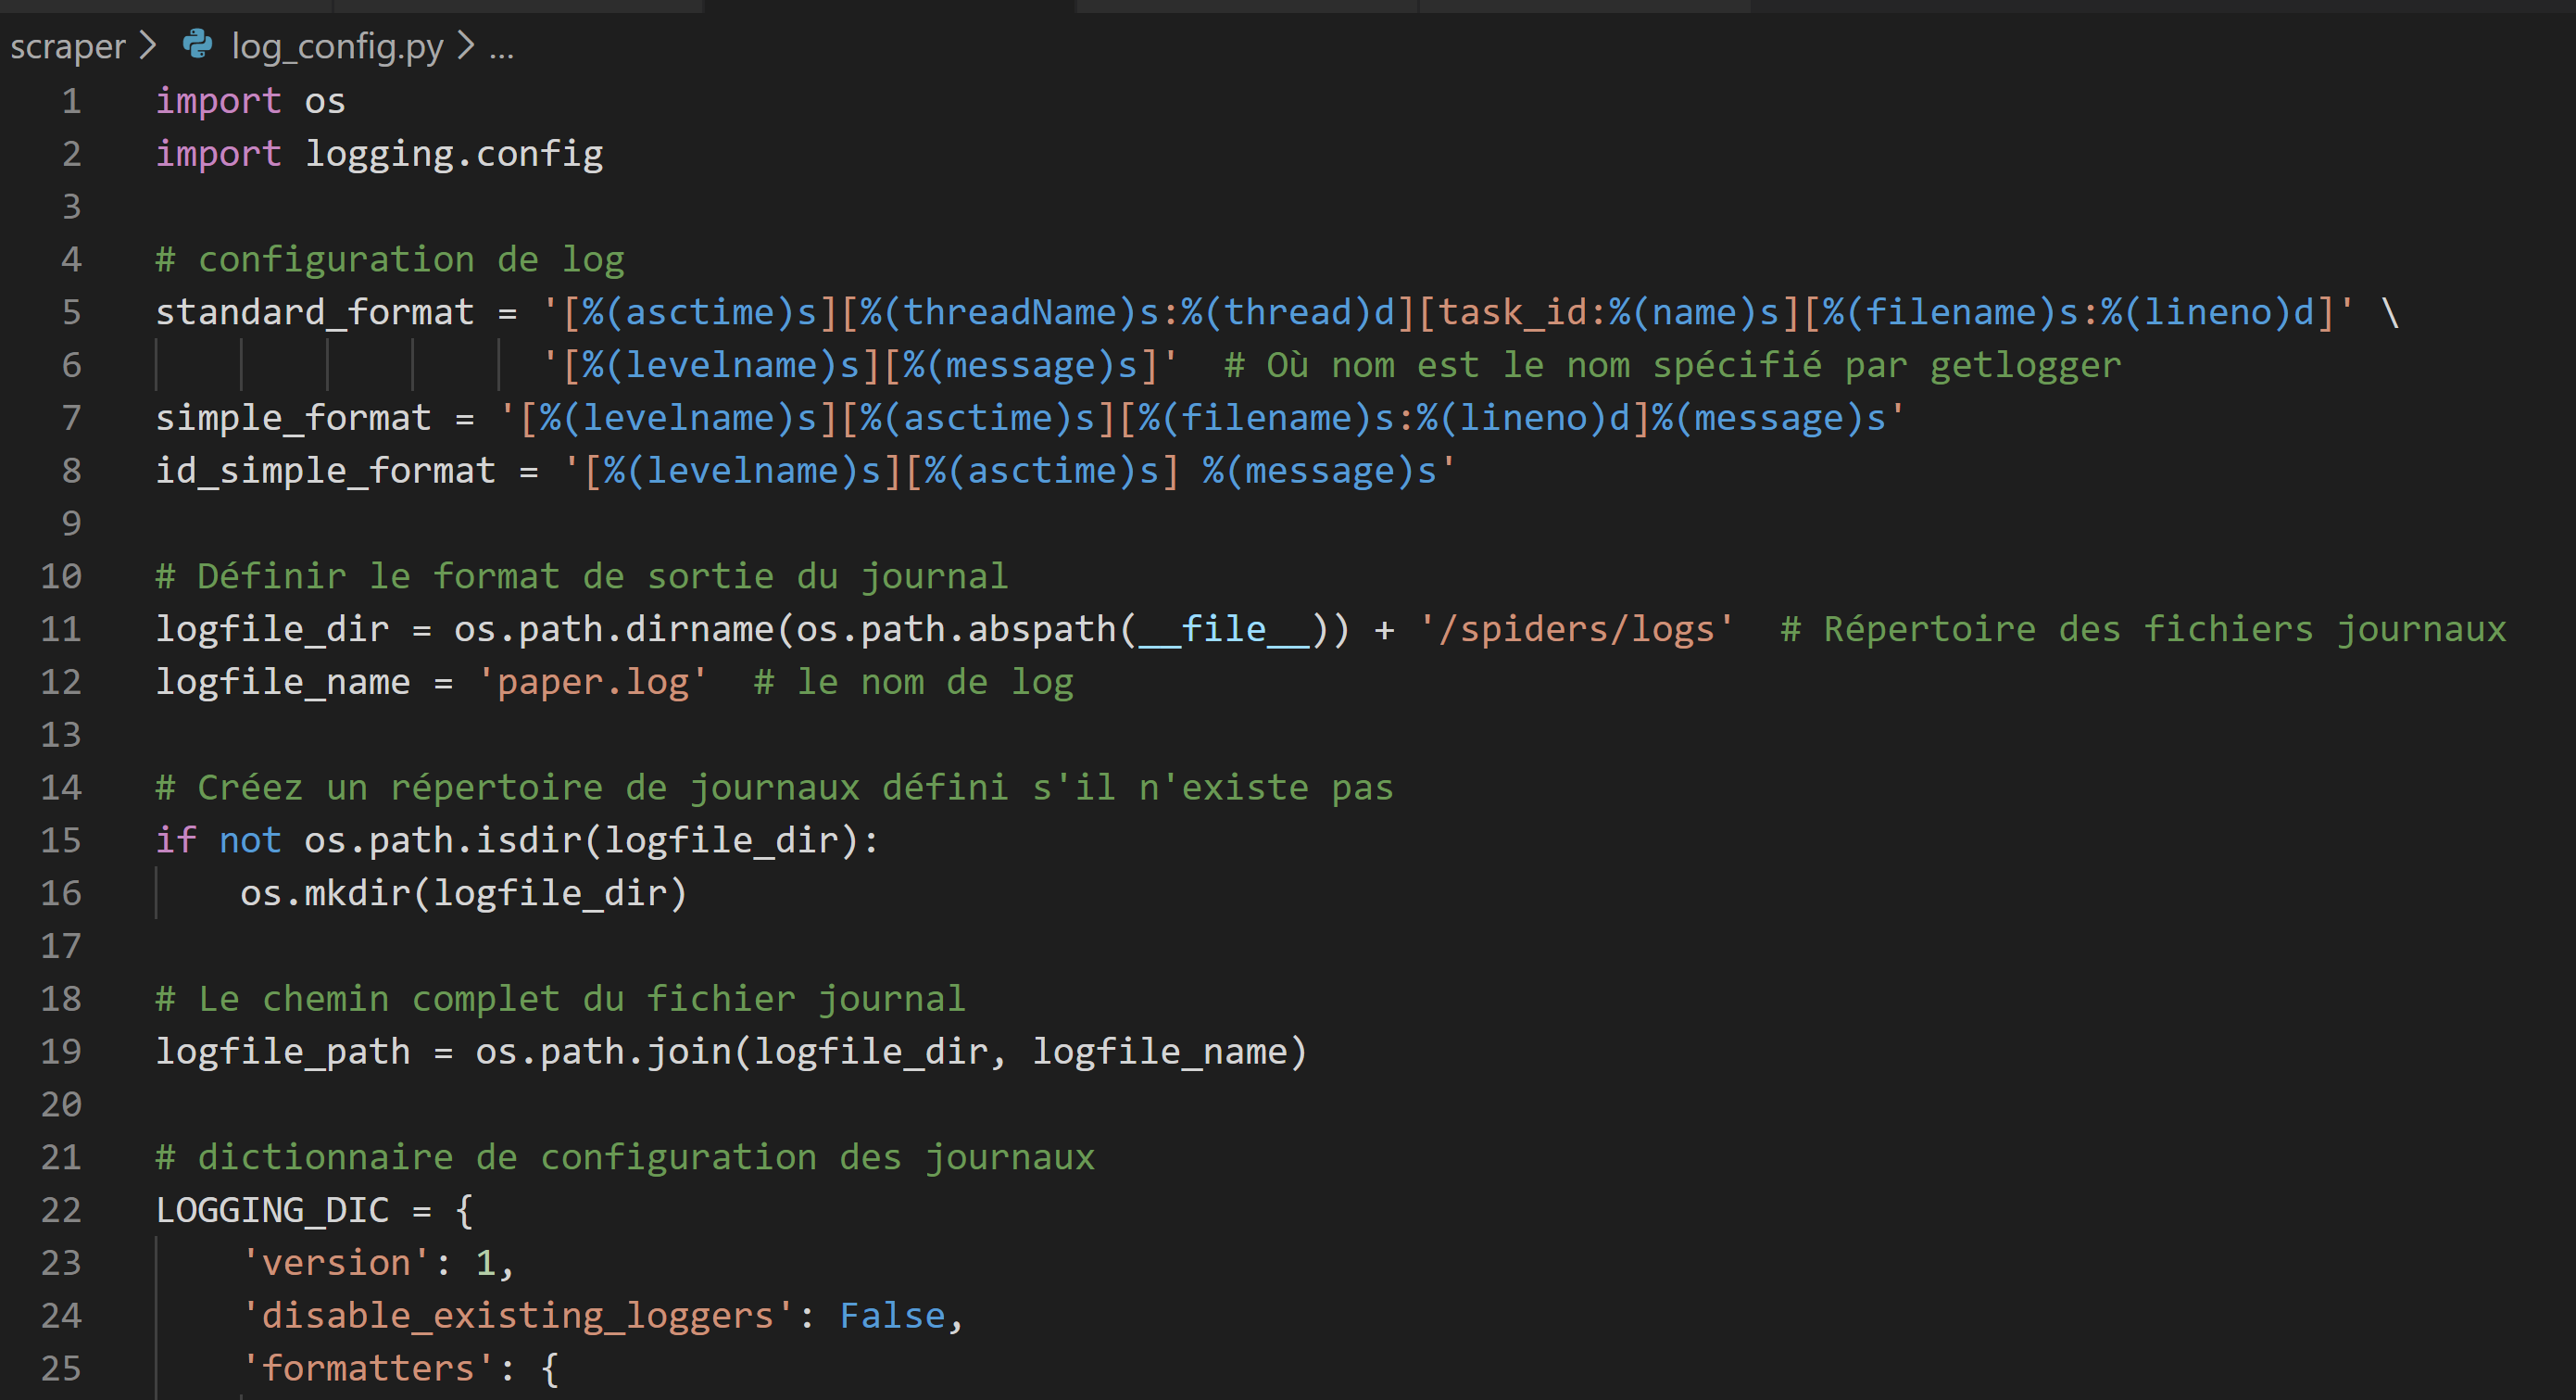 scraper > log_config.py > ...
1 import os
2 import logging.config
3
4 # configuration de log
5 standard_format = '[%(asctime)s][%(threadName)s:%(thread)d][task_id:%(name)s][%(filename)s:%(lineno)d]' \
6                   '[%(levelname)s][%(message)s]'  # Où nom est le nom spécifié par getlogger
7 simple_format = '[%(levelname)s][%(asctime)s][%(filename)s:%(lineno)d]%(message)s'
8 id_simple_format = '[%(levelname)s][%(asctime)s] %(message)s'
9
10 # Définir le format de sortie du journal
11 logfile_dir = os.path.dirname(os.path.abspath(__file__)) + '/spiders/logs'  # Répertoire des fichiers journaux
12 logfile_name = 'paper.log'  # le nom de log
13
14 # Créez un répertoire de journaux défini s'il n'existe pas
15 if not os.path.isdir(logfile_dir):
16     os.mkdir(logfile_dir)
17
18 # Le chemin complet du fichier journal
19 logfile_path = os.path.join(logfile_dir, logfile_name)
20
21 # dictionnaire de configuration des journaux
22 LOGGING_DIC = {
23     'version': 1,
24     'disable_existing_loggers': False,
25     'formatters': {